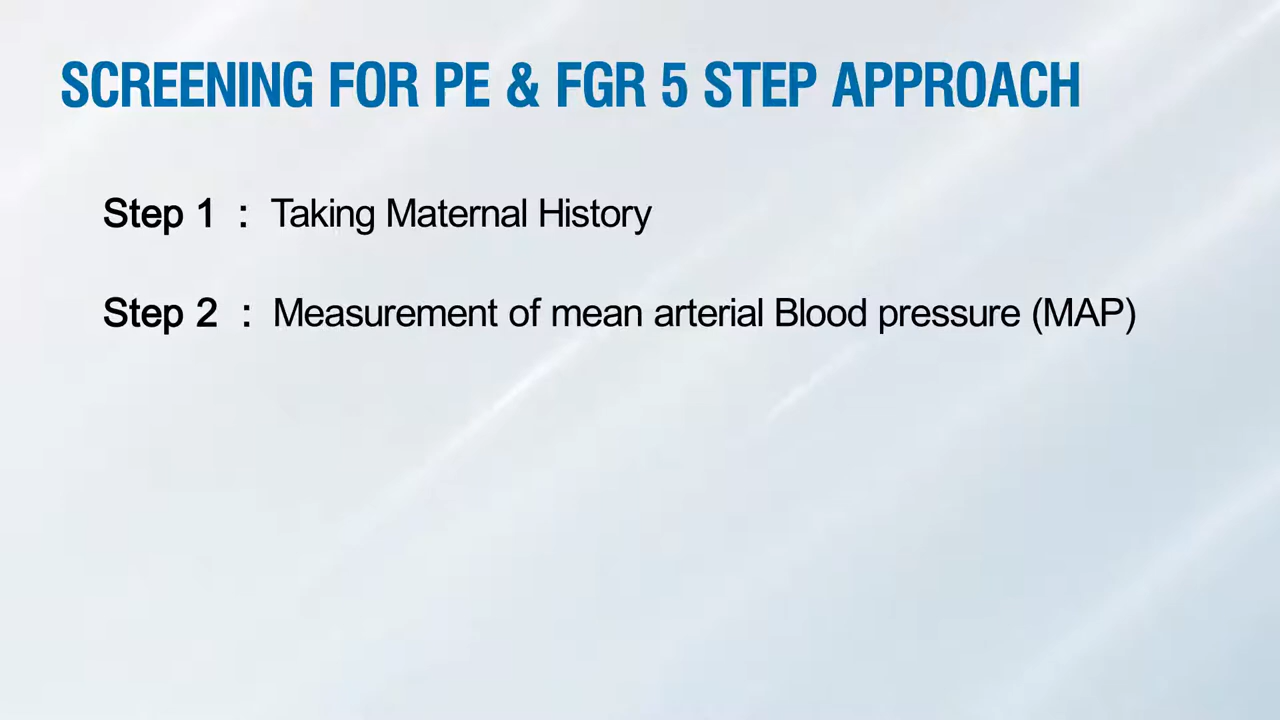 SCREENING FOR PE & FGR 5 STEP APPROACH
Step 1 : Taking Maternal History
Step 2 : Measurement of mean arterial Blood pressure (MAP)